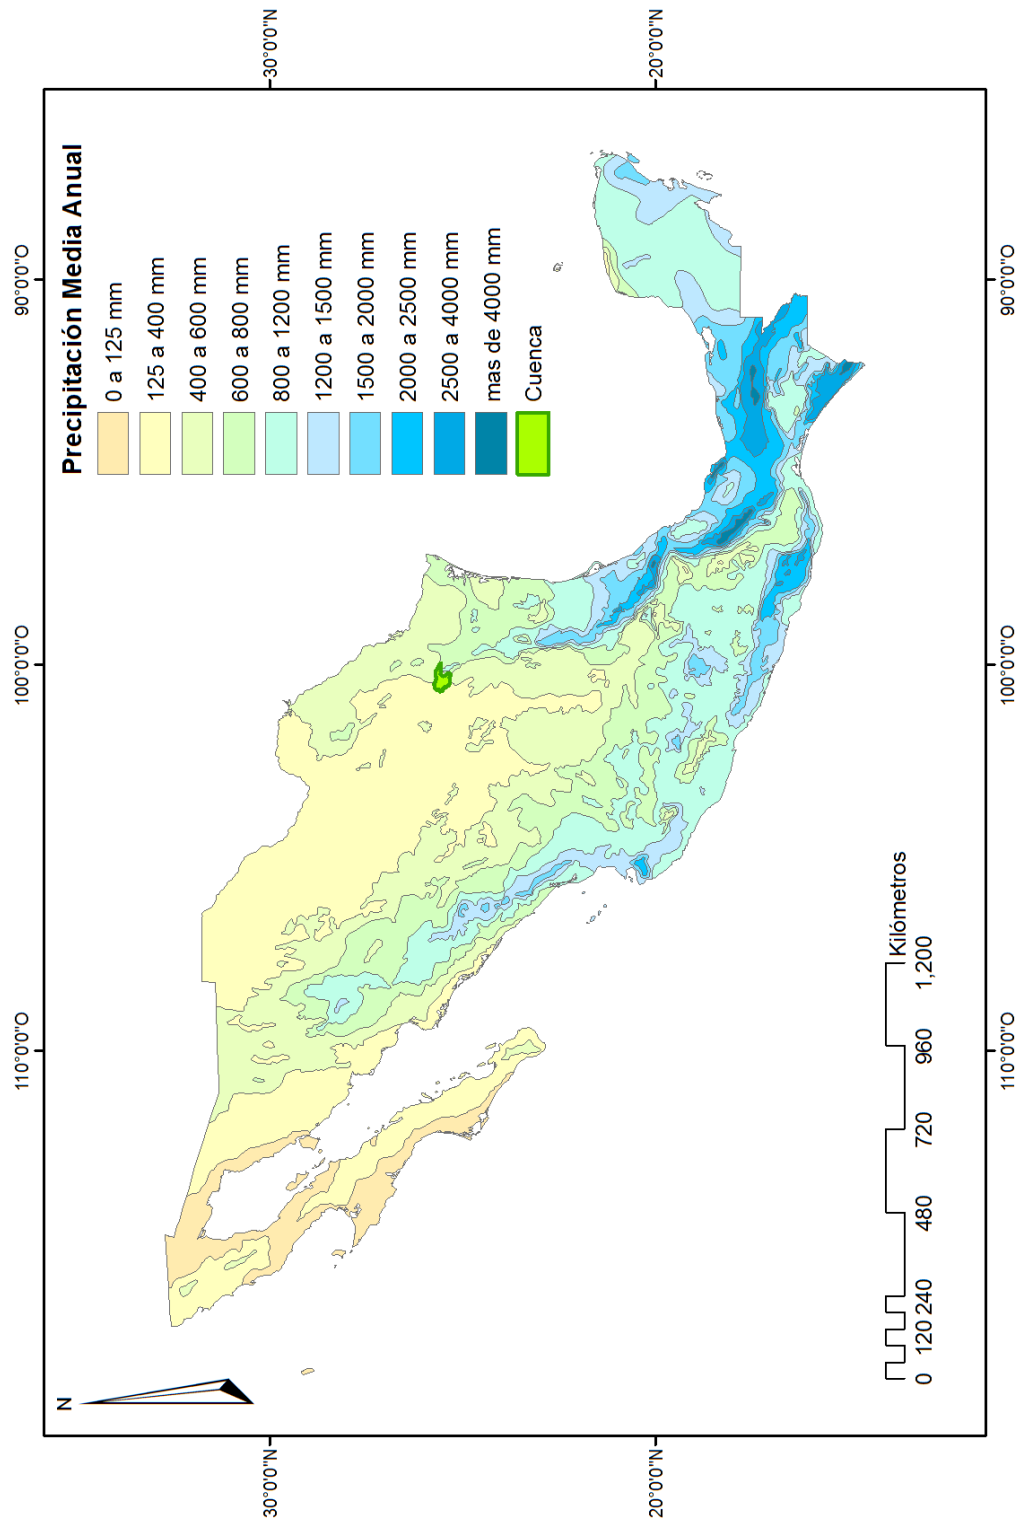 110°0'0"O
100°0'0"O
90°0'0"O
N
Precipitación Media Anual
0 a 125 mm
125 a 400 mm
400 a 600 mm
600 a 800 mm
800 a 1200 mm
1200 a 1500 mm
1500 a 2000 mm
2000 a 2500 mm
2500 a 4000 mm
mas de 4000 mm
Cuenca
30°0'0"N
30°0'0"N
20°0'0"N
20°0'0"N
Kilómetros
0 120 240 480 720 960 1,200
110°0'0"O
100°0'0"O
90°0'0"O